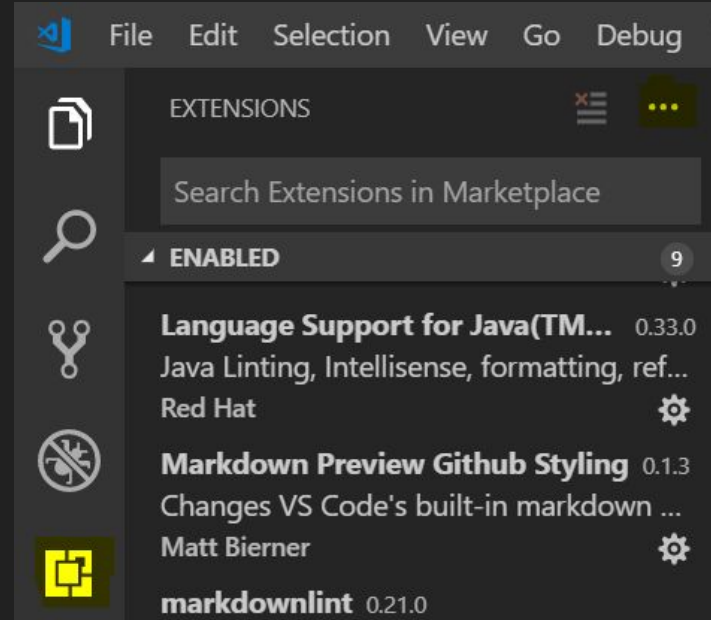 File Edit Selection View Go Debug
EXTENSIONS
Search Extensions in Marketplace
ENABLED 9
Language Support for Java(TM... 0.33.0
Java Linting, Intellisense, formatting, ref...
Red Hat
Markdown Preview Github Styling 0.1.3
Changes VS Code's built-in markdown ...
Matt Bierner
markdownlint 0.21.0